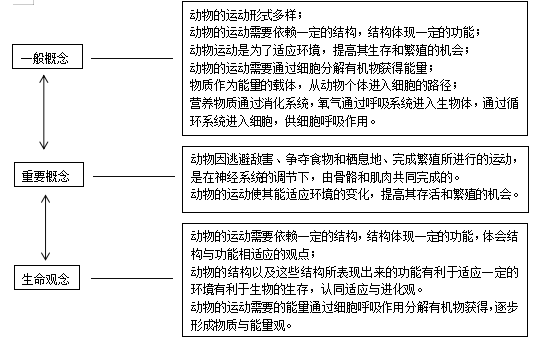 一般概念
动物的运动形式多样；
动物的运动需要依赖一定的结构，结构体现一定的功能；
动物运动是为了适应环境，提高其生存和繁殖的机会；
动物的运动需要通过细胞分解有机物获得能量；
物质作为能量的载体，从动物个体进入细胞的路径；
营养物质通过消化系统，氧气通过呼吸系统进入生物体，通过循
环系统进入细胞，供细胞呼吸作用。
重要概念
动物因逃避敌害、争夺食物和栖息地、完成繁殖所进行的运动，
是在神经系统的调节下，由骨骼和肌肉共同完成的。
动物的运动使其能适应环境的变化，提高其存活和繁殖的机会。
生命观念
动物的运动需要依赖一定的结构，结构体现一定的功能，体会结
构与功能相适应的观点；
动物的结构以及这些结构所表现出来的功能有利于适应一定的
环境有利于生物的生存，认同适应与进化观。
动物的运动需要的能量通过细胞呼吸作用分解有机物获得，逐步
形成物质与能量观。